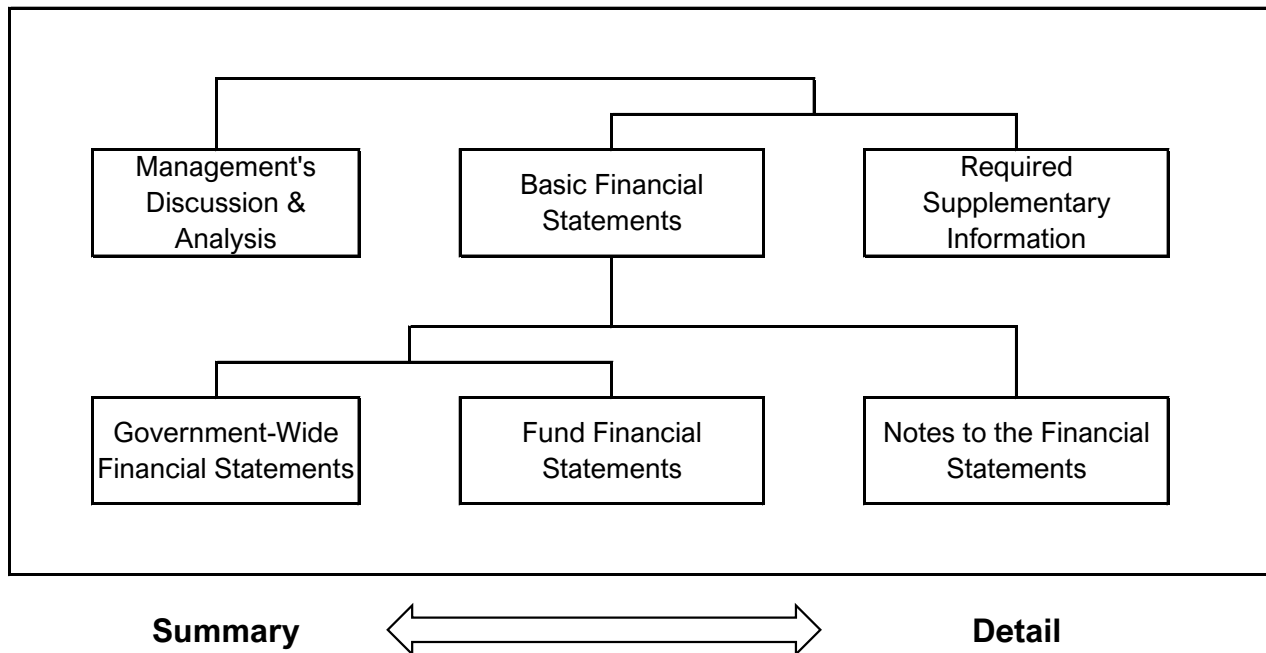 Management's
Discussion &
Analysis
Basic Financial
Statements
Required
Supplementary
Information
Government-Wide
Financial Statements
Fund Financial
Statements
Notes to the Financial
Statements
Summary
Detail